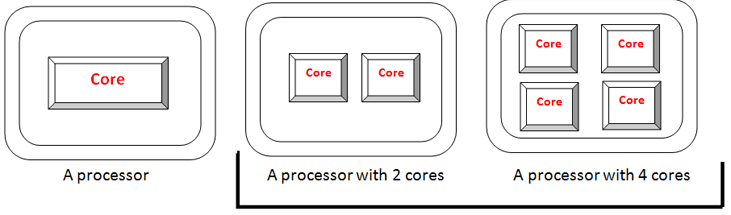 Core
Core Core
Core Core
Core Core
A processor
A processor with 2 cores
A processor with 4 cores